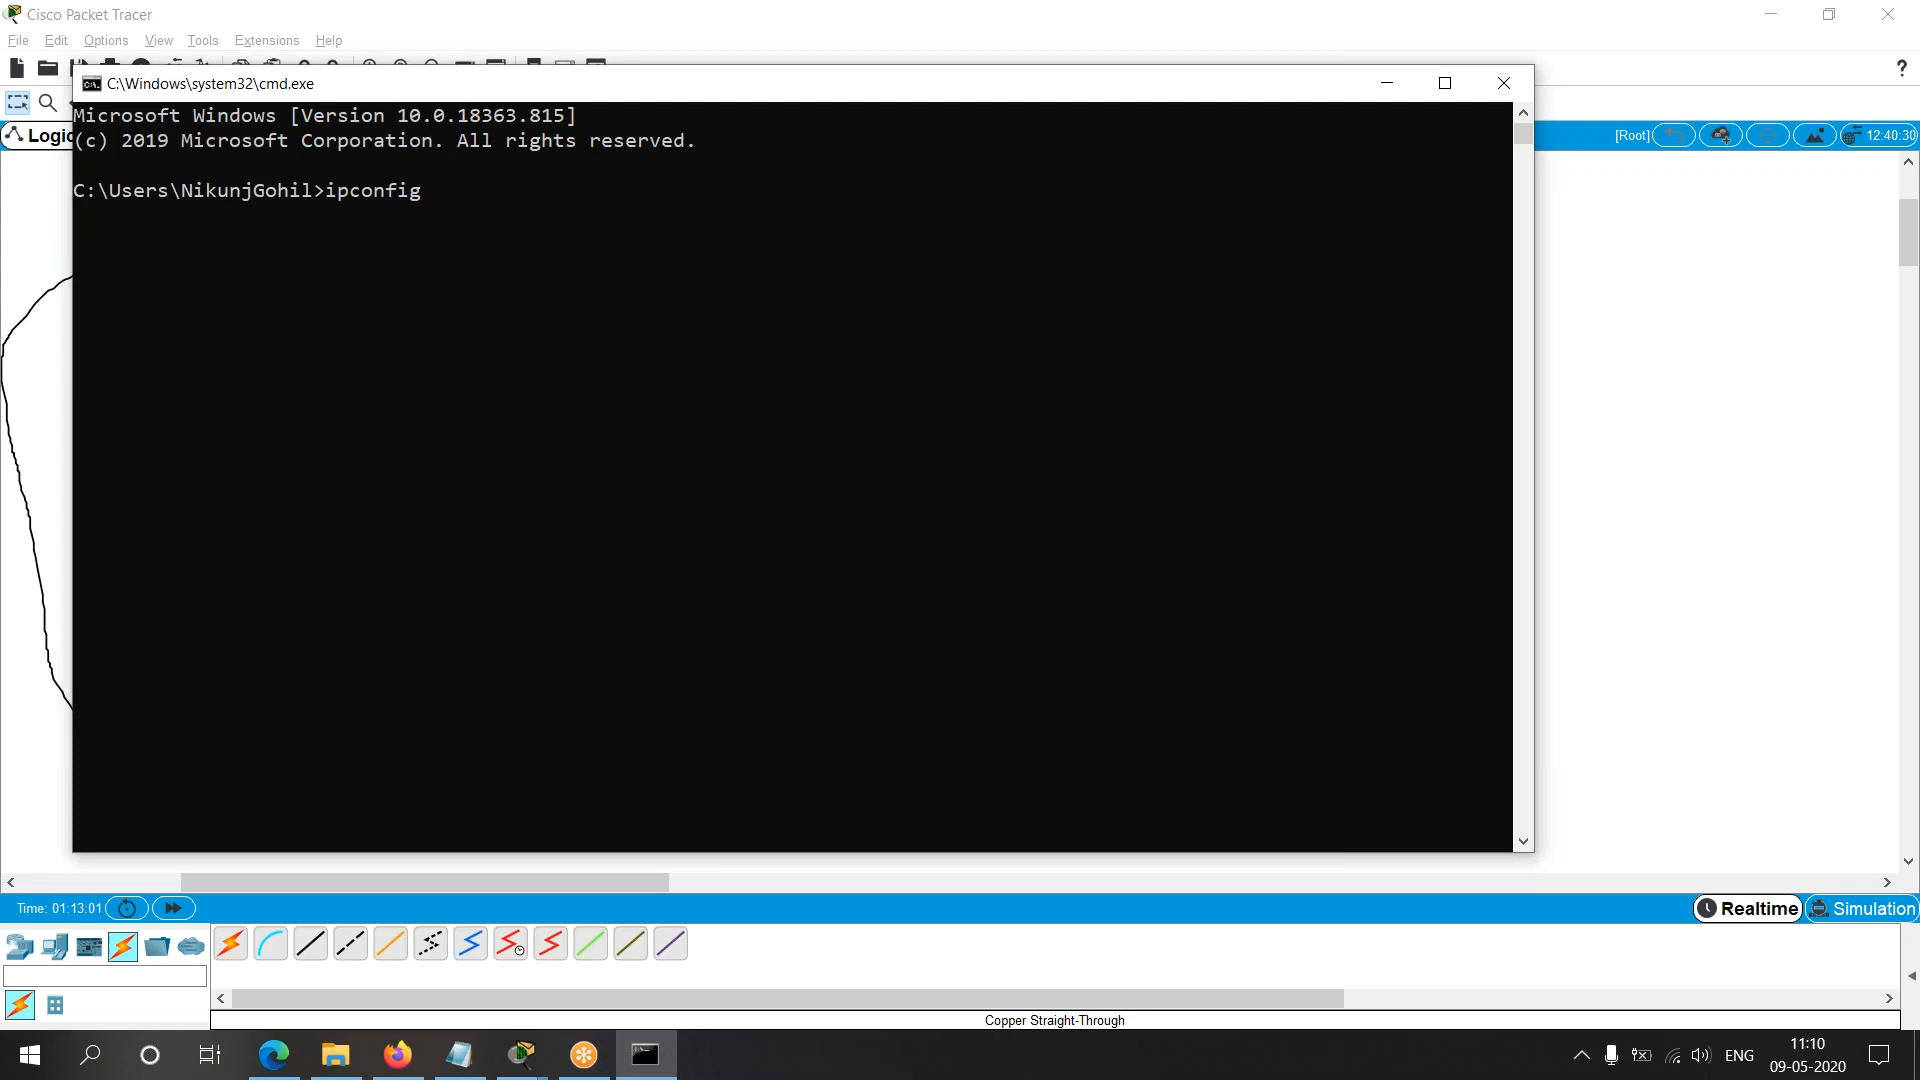 Cisco Packet Tracer
File Edit Options View Tools Extensions Help
C:\Windows\system32\cmd.exe
Microsoft Windows [Version 10.0.18363.815]
(c) 2019 Microsoft Corporation. All rights reserved.
C:\Users\NikunjGohil>ipconfig
[Root] 12:40:30
Time: 01:13:01
Realtime Simulation
Copper Straight-Through
ENG
11:10
09-05-2020